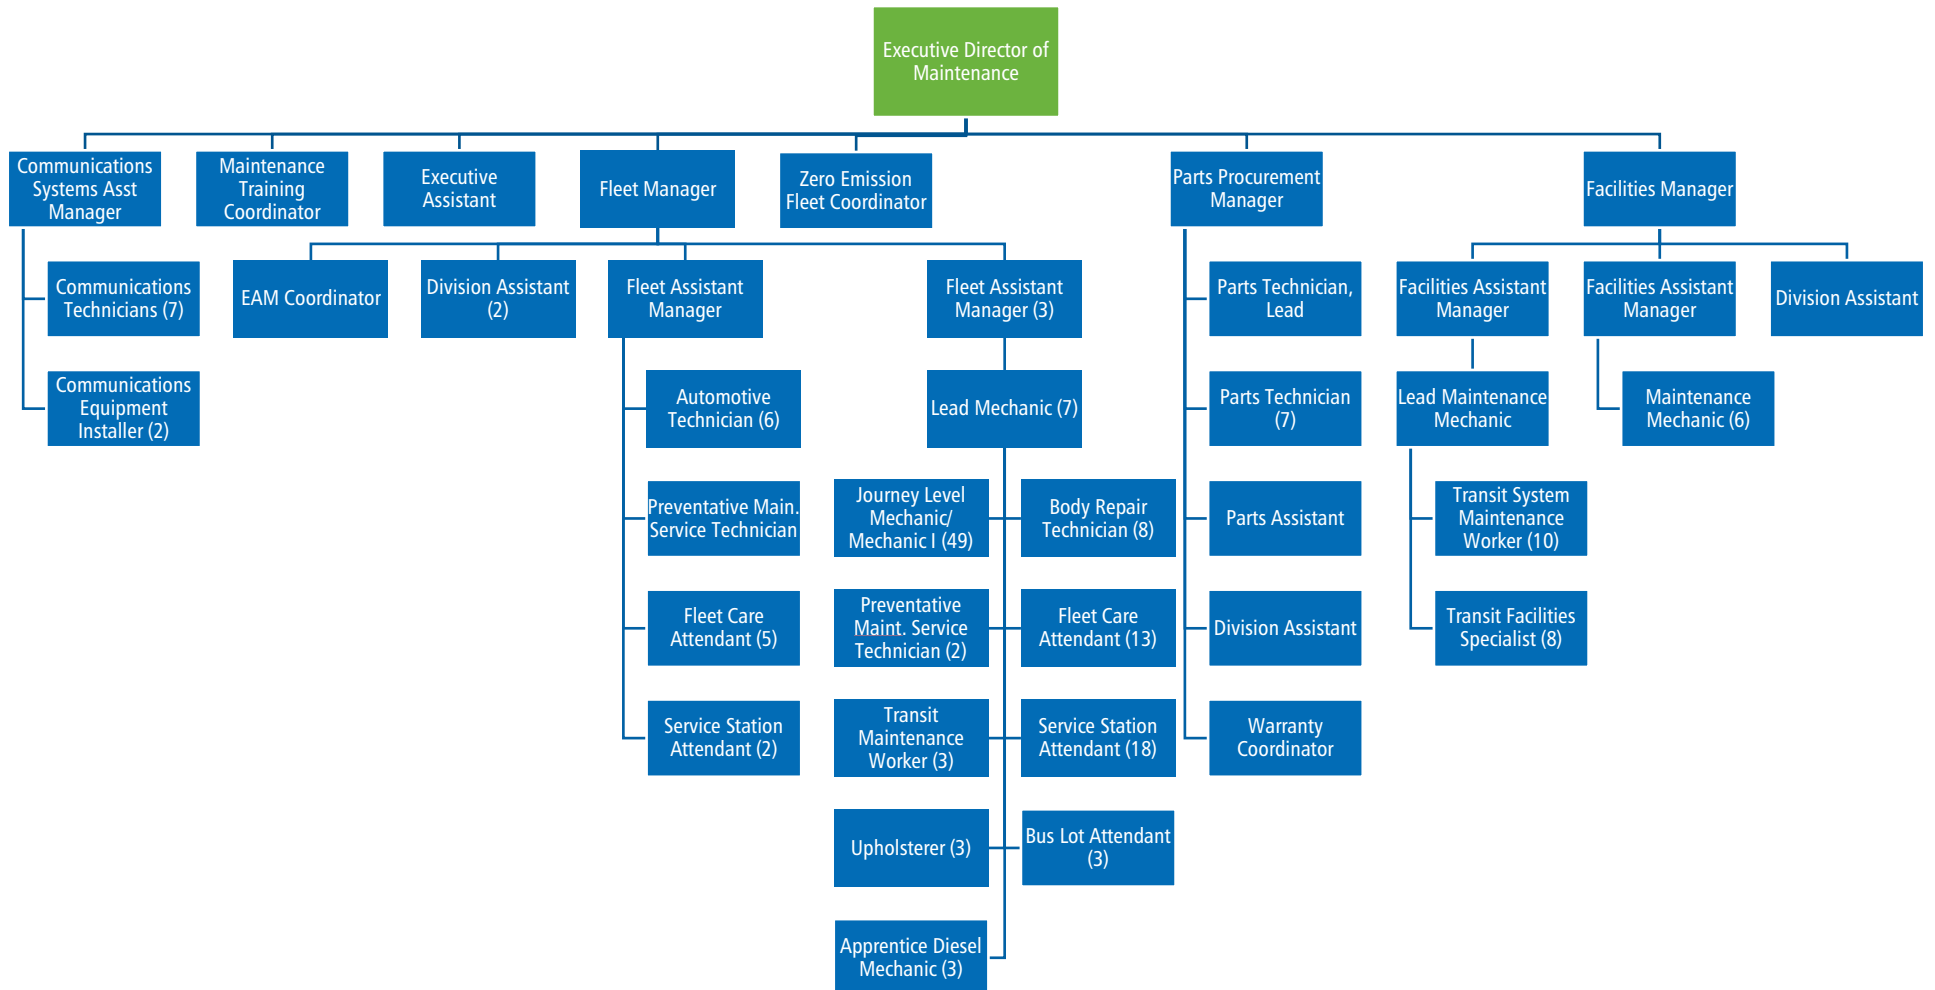 Executive Director of
Maintenance
Communications
Systems Asst
Manager
Maintenance
Training
Coordinator
Executive
Assistant
Fleet Manager
Zero Emission
Fleet Coordinator
Parts Procurement
Manager
Facilities Manager
Communications
Technicians (7)
Communications
Equipment
Installer (2)
EAM Coordinator
Division Assistant
(2)
Fleet Assistant
Manager
Automotive
Technician (6)
Preventative Main.
Service Technician
Fleet Care
Attendant (5)
Service Station
Attendant (2)
Fleet Assistant
Manager (3)
Lead Mechanic (7)
Journey Level
Mechanic/
Mechanic I (49)
Body Repair
Technician (8)
Preventative
Maint. Service
Technician (2)
Fleet Care
Attendant (13)
Transit
Maintenance
Worker (3)
Service Station
Attendant (18)
Upholsterer (3)
Bus Lot Attendant
(3)
Apprentice Diesel
Mechanic (3)
Parts Technician,
Lead
Parts Technician
(7)
Parts Assistant
Division Assistant
Warranty
Coordinator
Facilities Assistant
Manager
Lead Maintenance
Mechanic
Transit System
Maintenance
Worker (10)
Transit Facilities
Specialist (8)
Facilities Assistant
Manager
Maintenance
Mechanic (6)
Division Assistant